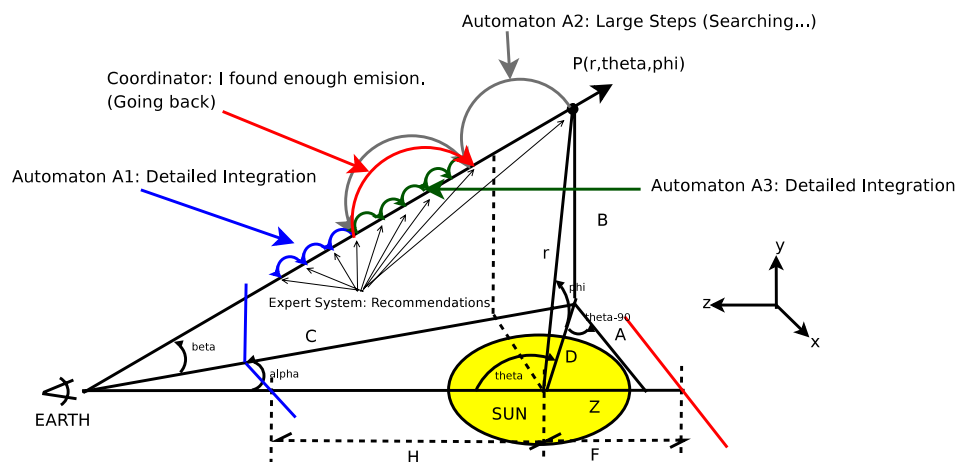 Automaton A2: Large Steps (Searching...)
P(r,theta,phi)
Coordinator: I found enough emision.
(Going back)
Automaton A1: Detailed Integration
Automaton A3: Detailed Integration
B
r
y
z
x
phi
Expert System: Recommendations
theta-90
C
A
beta
D
alpha
theta
EARTH
SUN
Z
H
F